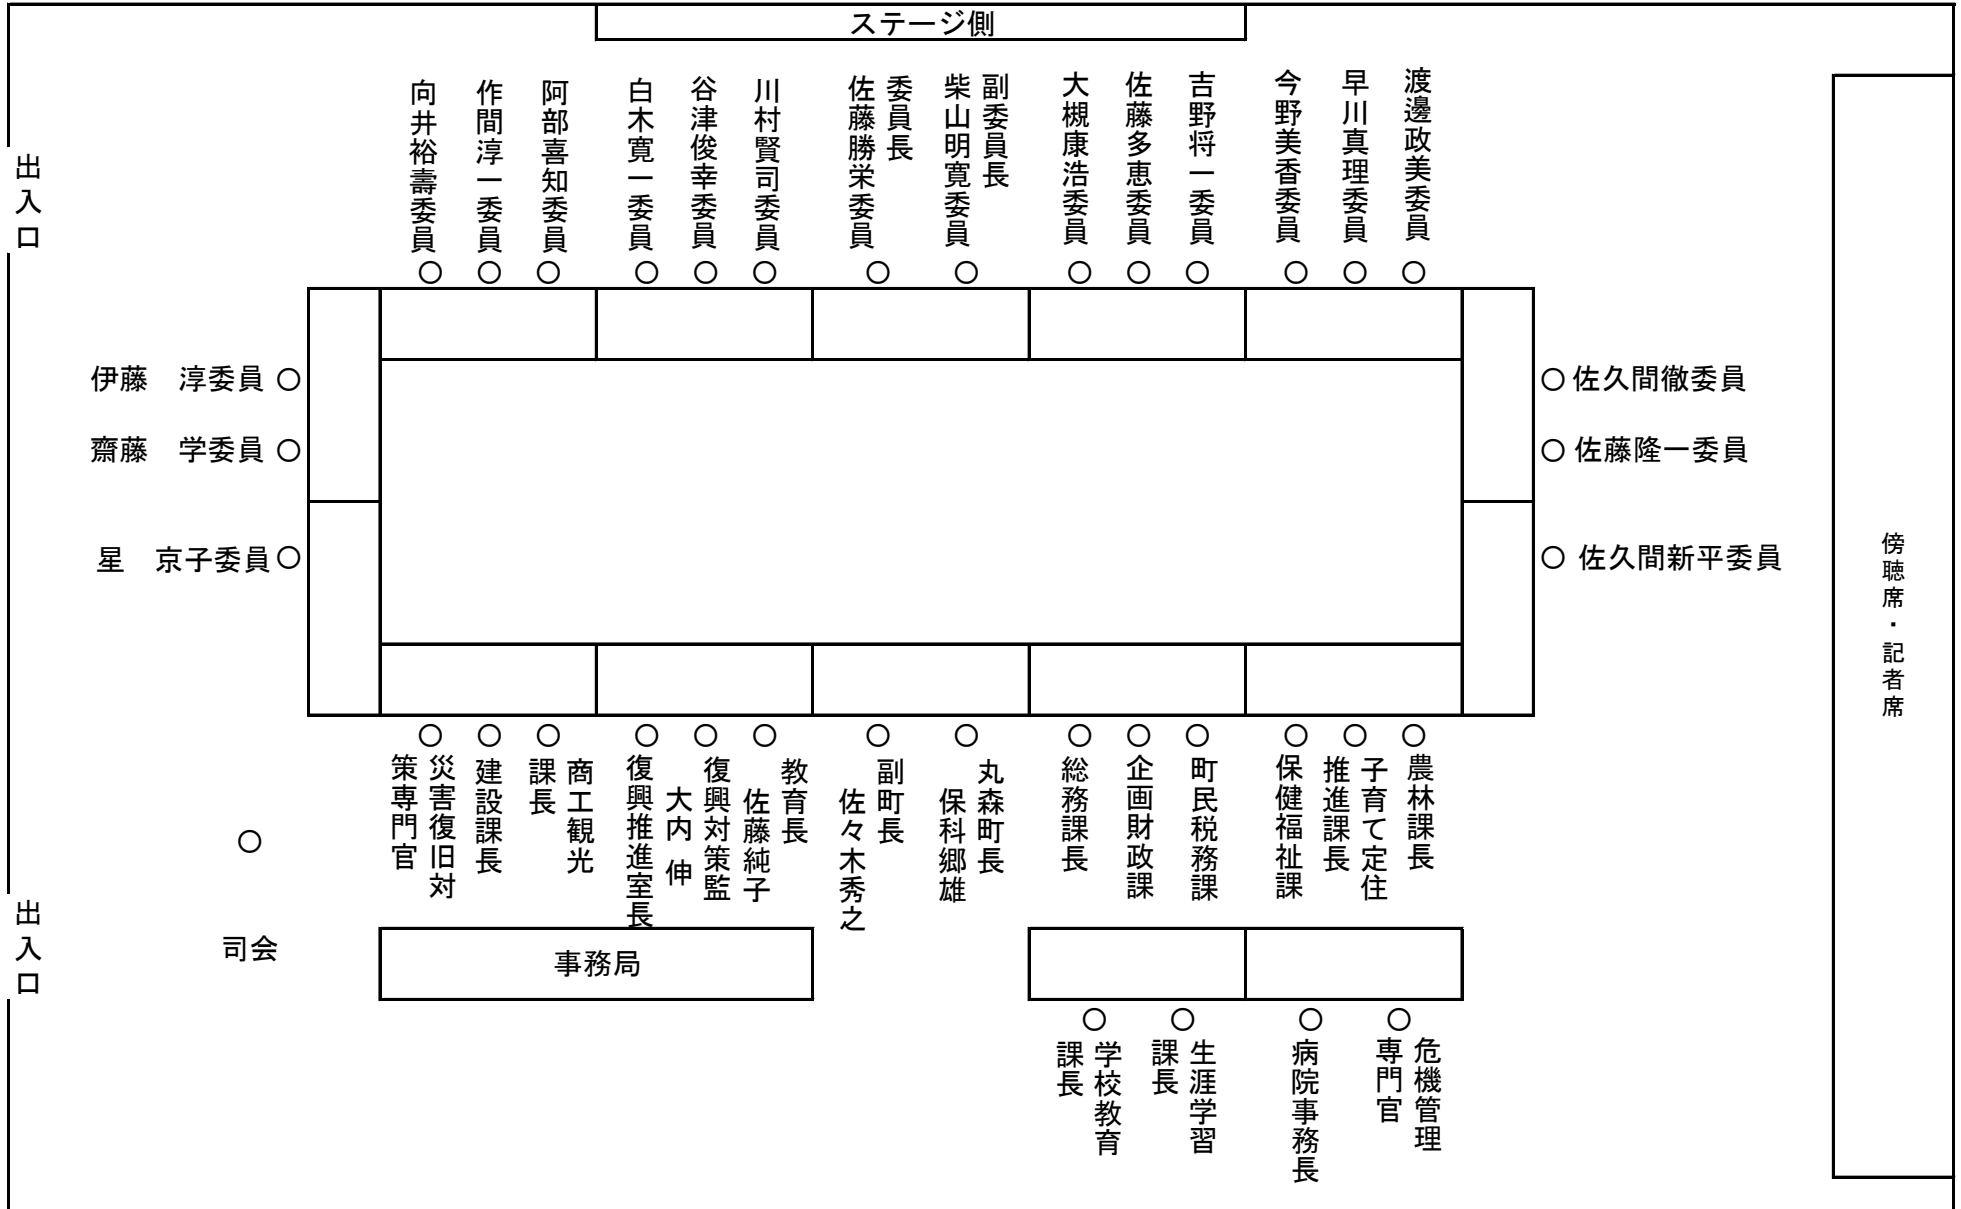 ステージ側
出入口
向井裕壽委員
作間淳一委員
阿部喜知委員
白木寛一委員
谷津俊幸委員
川村賢司委員
委員長
佐藤勝栄委員
副委員長
柴山明寛委員
大槻康浩委員
佐藤多恵委員
吉野将一委員
今野美香委員
早川真理委員
渡邊政美委員
○ ○ ○ ○ ○ ○ ○ ○ ○ ○ ○ ○ ○ ○
伊藤　淳委員 ○
齋藤　学委員 ○
星　京子委員 ○
○ 佐久間徹委員
○ 佐藤隆一委員
○ 佐久間新平委員
傍聴席・記者席
○ ○ ○ ○ ○ ○ ○ ○ ○ ○ ○ ○ ○ ○
災害復旧対
策専門官
建設課長
商工観光
課長
復興推進室長
復興対策監
大内 伸
教育長
佐藤純子
副町長
佐々木秀之
丸森町長
保科郷雄
総務課長
企画財政課
町民税務課
保健福祉課
子育て定住
推進課長
農林課長
○
司会
出入口
事務局
○ ○ ○ ○
学校教育
課長
生涯学習
課長
病院事務長
危機管理
専門官